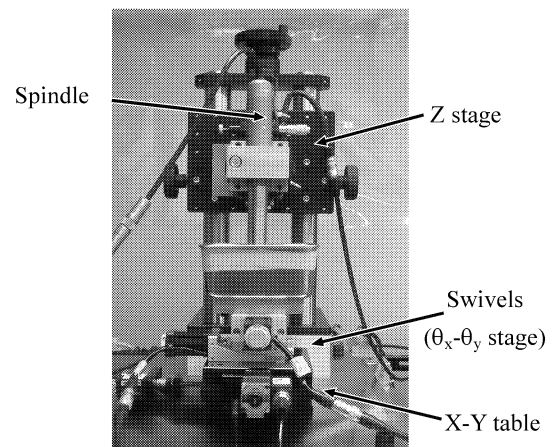 Spindle
Z stage
Swivels
(θx-θy stage)
X-Y table